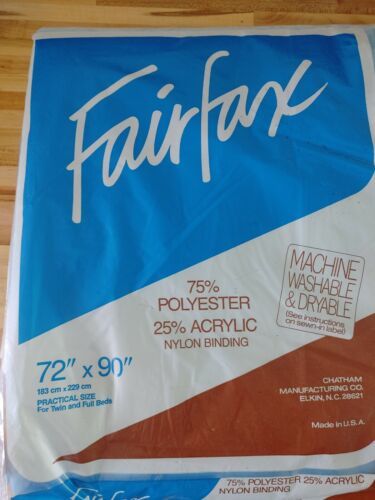 Fairfax
75%
POLYESTER
25% ACRYLIC
NYLON BINDING
MACHINE
WASHABLE
& DRYABLE
(See instructions
on sewn-in label)
72" x 90"
183 cm x 229 cm
PRACTICAL SIZE
For Twin and Full Beds
CHATHAM
MANUFACTURING CO.
ELKIN, N.C. 28621
Made in U.S.A.
75% POLYESTER 25% ACRYLIC
NYLON BINDING
Fairfax